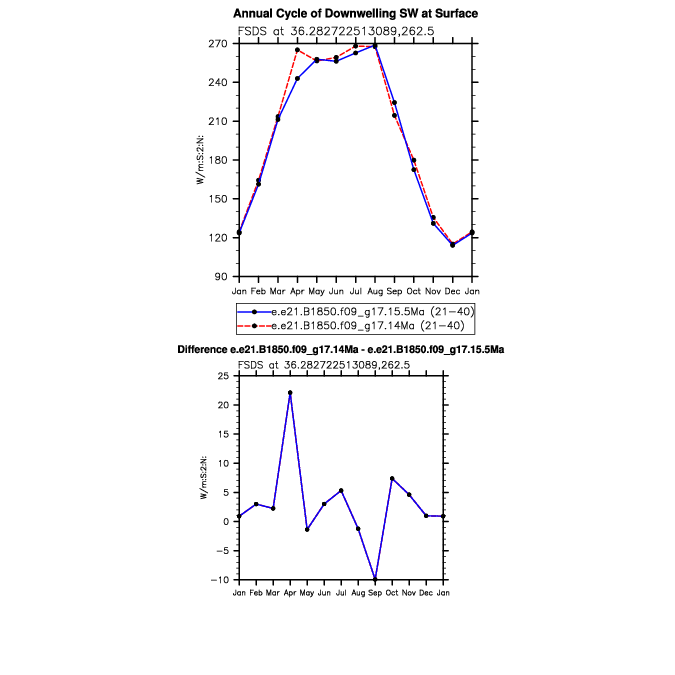 Annual Cycle of Downwelling SW at Surface
FSDS at 36.282722513089,262.5
270
240
210
180
150
120
90
W/m:S:2:N:
Jan Feb Mar Apr May Jun Jul Aug Sep Oct Nov Dec Jan
e.e21.B1850.f09_g17.15.5Ma (21-40)
e.e21.B1850.f09_g17.14Ma (21-40)
Difference e.e21.B1850.f09_g17.14Ma - e.e21.B1850.f09_g17.15.5Ma
FSDS at 36.282722513089,262.5
25
20
15
10
5
0
-5
-10
W/m:S:2:N:
Jan Feb Mar Apr May Jun Jul Aug Sep Oct Nov Dec Jan